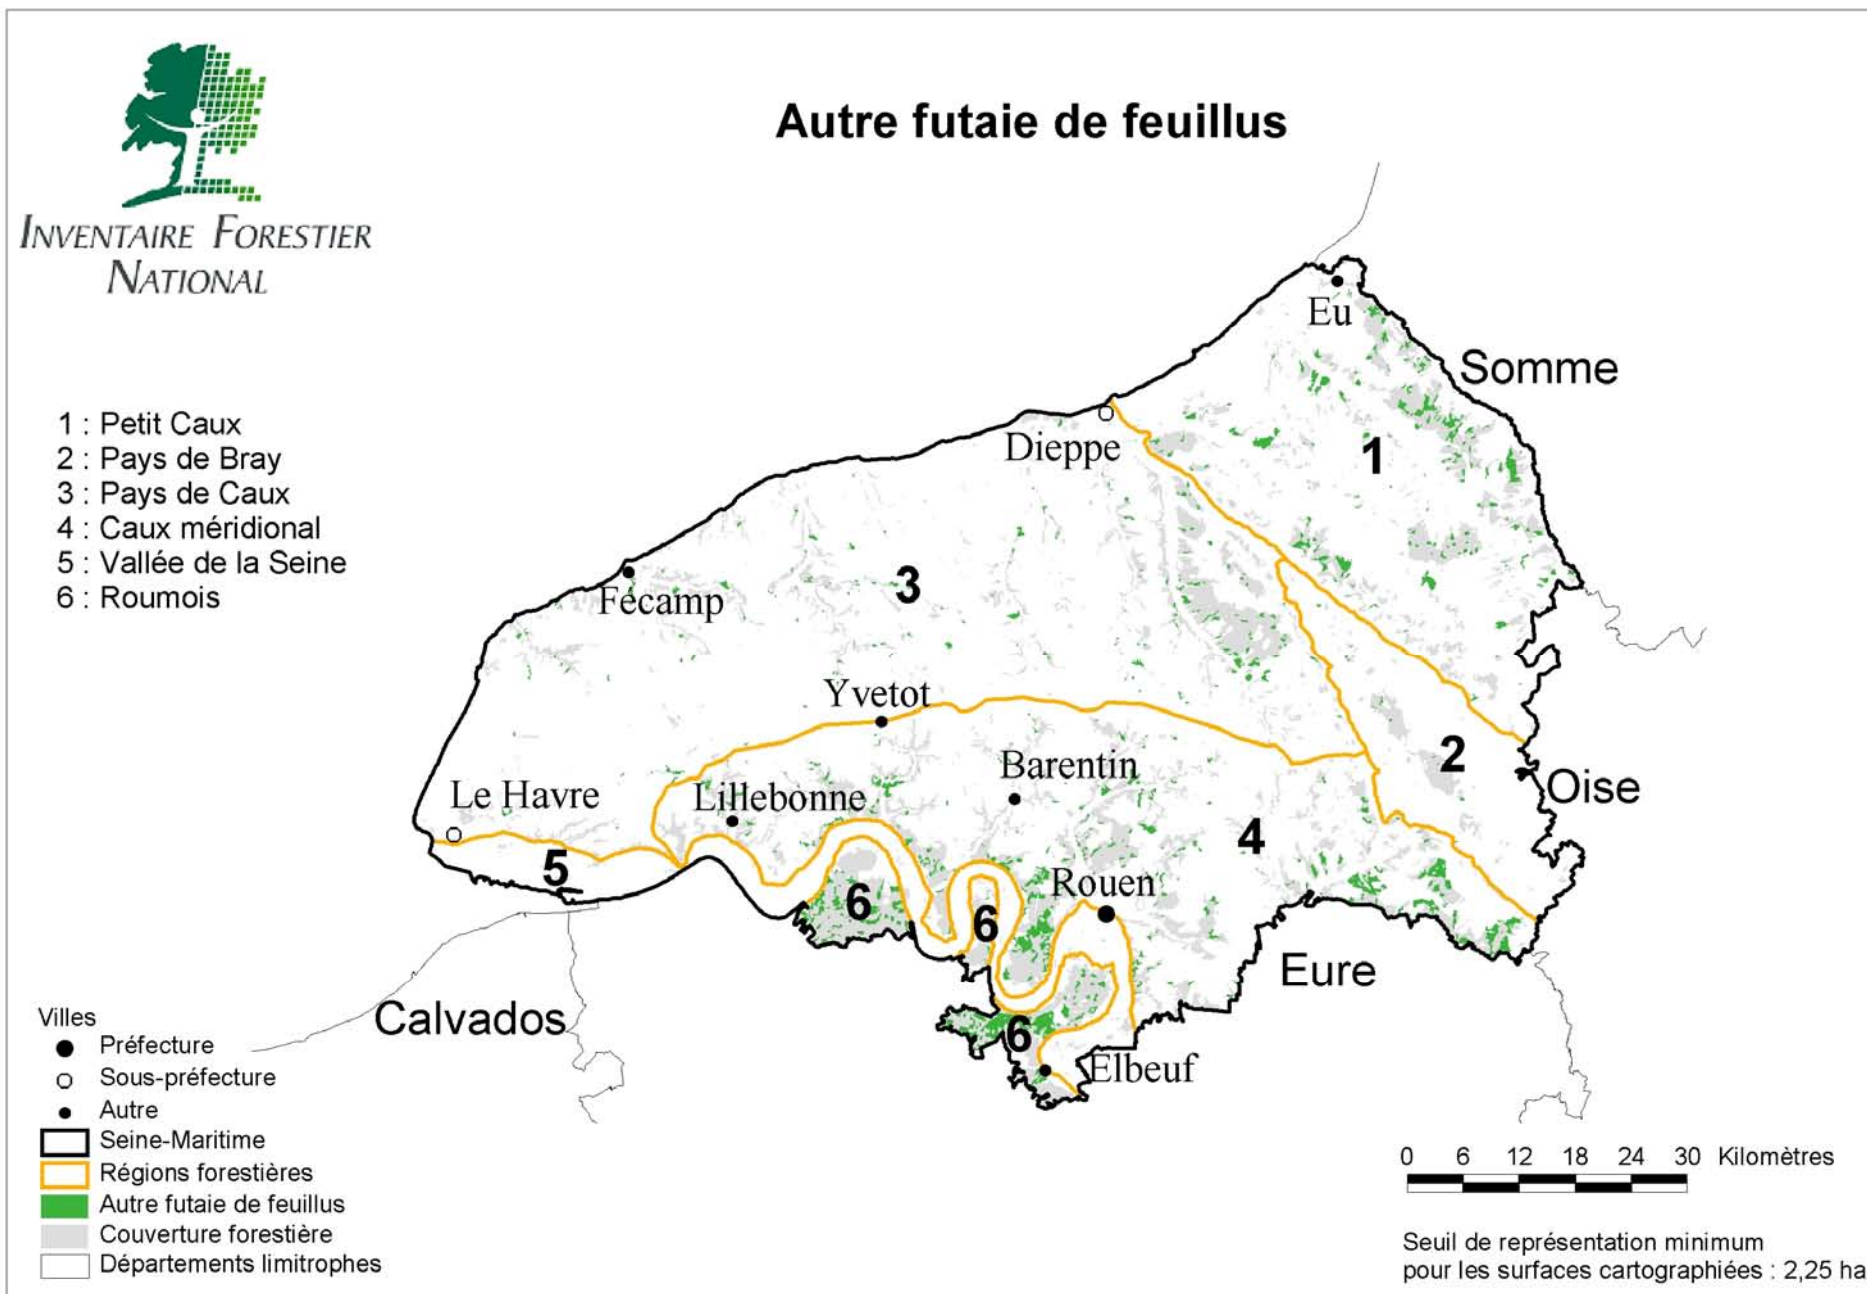 Autre futaie de feuillus
INVENTAIRE FORESTIER
NATIONAL
1 : Petit Caux
2 : Pays de Bray
3 : Pays de Caux
4 : Caux méridional
5 : Vallée de la Seine
6 : Roumois
Eu
Somme
Dieppe
1
3
Fécamp
Yvetot
2
Barentin
Oise
Le Havre
Lillebonne
4
5
Rouen
6
6
Eure
Calvados
6
Elbeuf
Villes
Préfecture
Sous-préfecture
Autre
Seine-Maritime
Régions forestières
Autre futaie de feuillus
Couverture forestière
Départements limitrophes
0 6 12 18 24 30 Kilomètres
Seuil de représentation minimum
pour les surfaces cartographiées : 2,25 ha